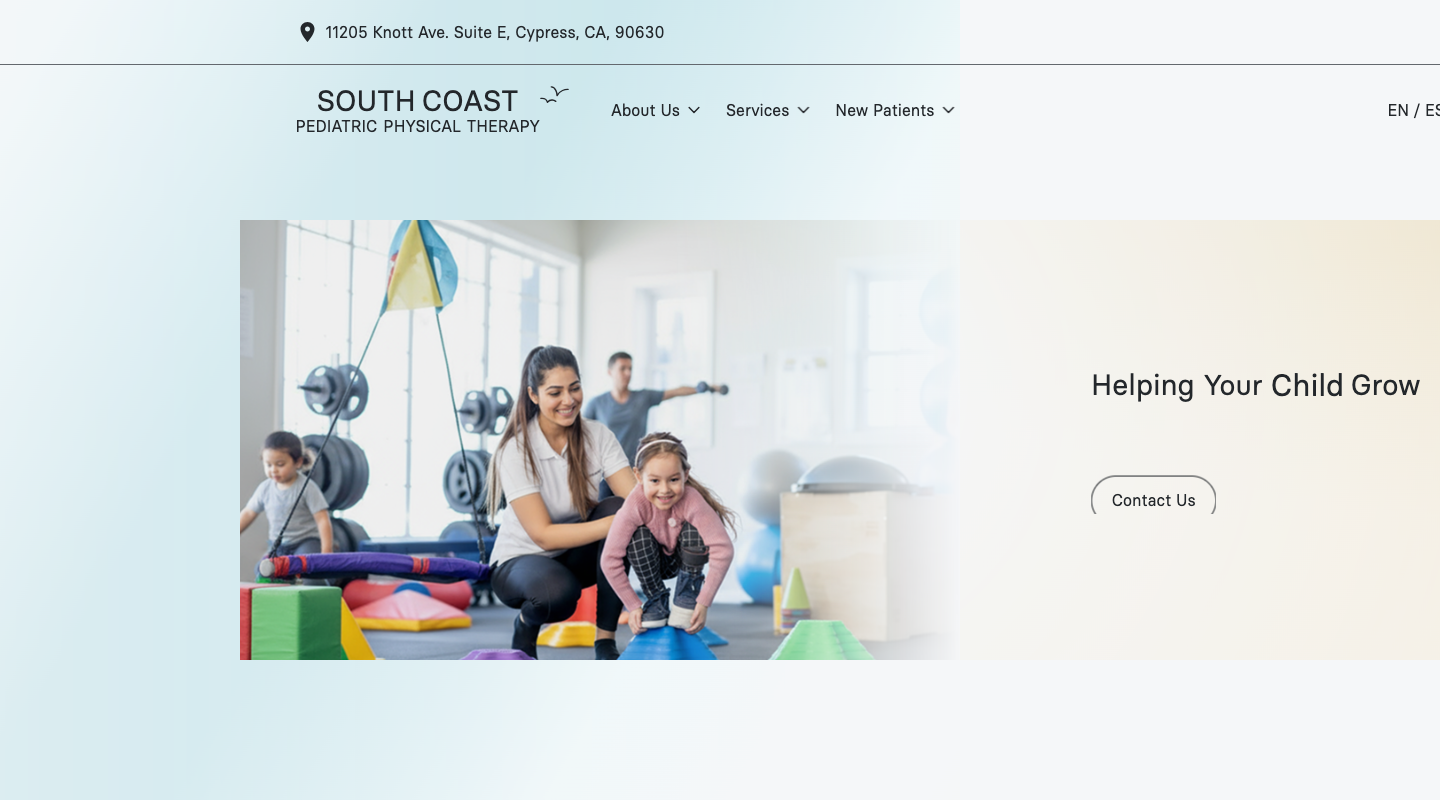 11205 Knott Ave. Suite E, Cypress, CA, 90630
SOUTH COAST
PEDIATRIC PHYSICAL THERAPY
About Us
Services
New Patients
EN / ES
Helping Your Child Grow
Contact Us